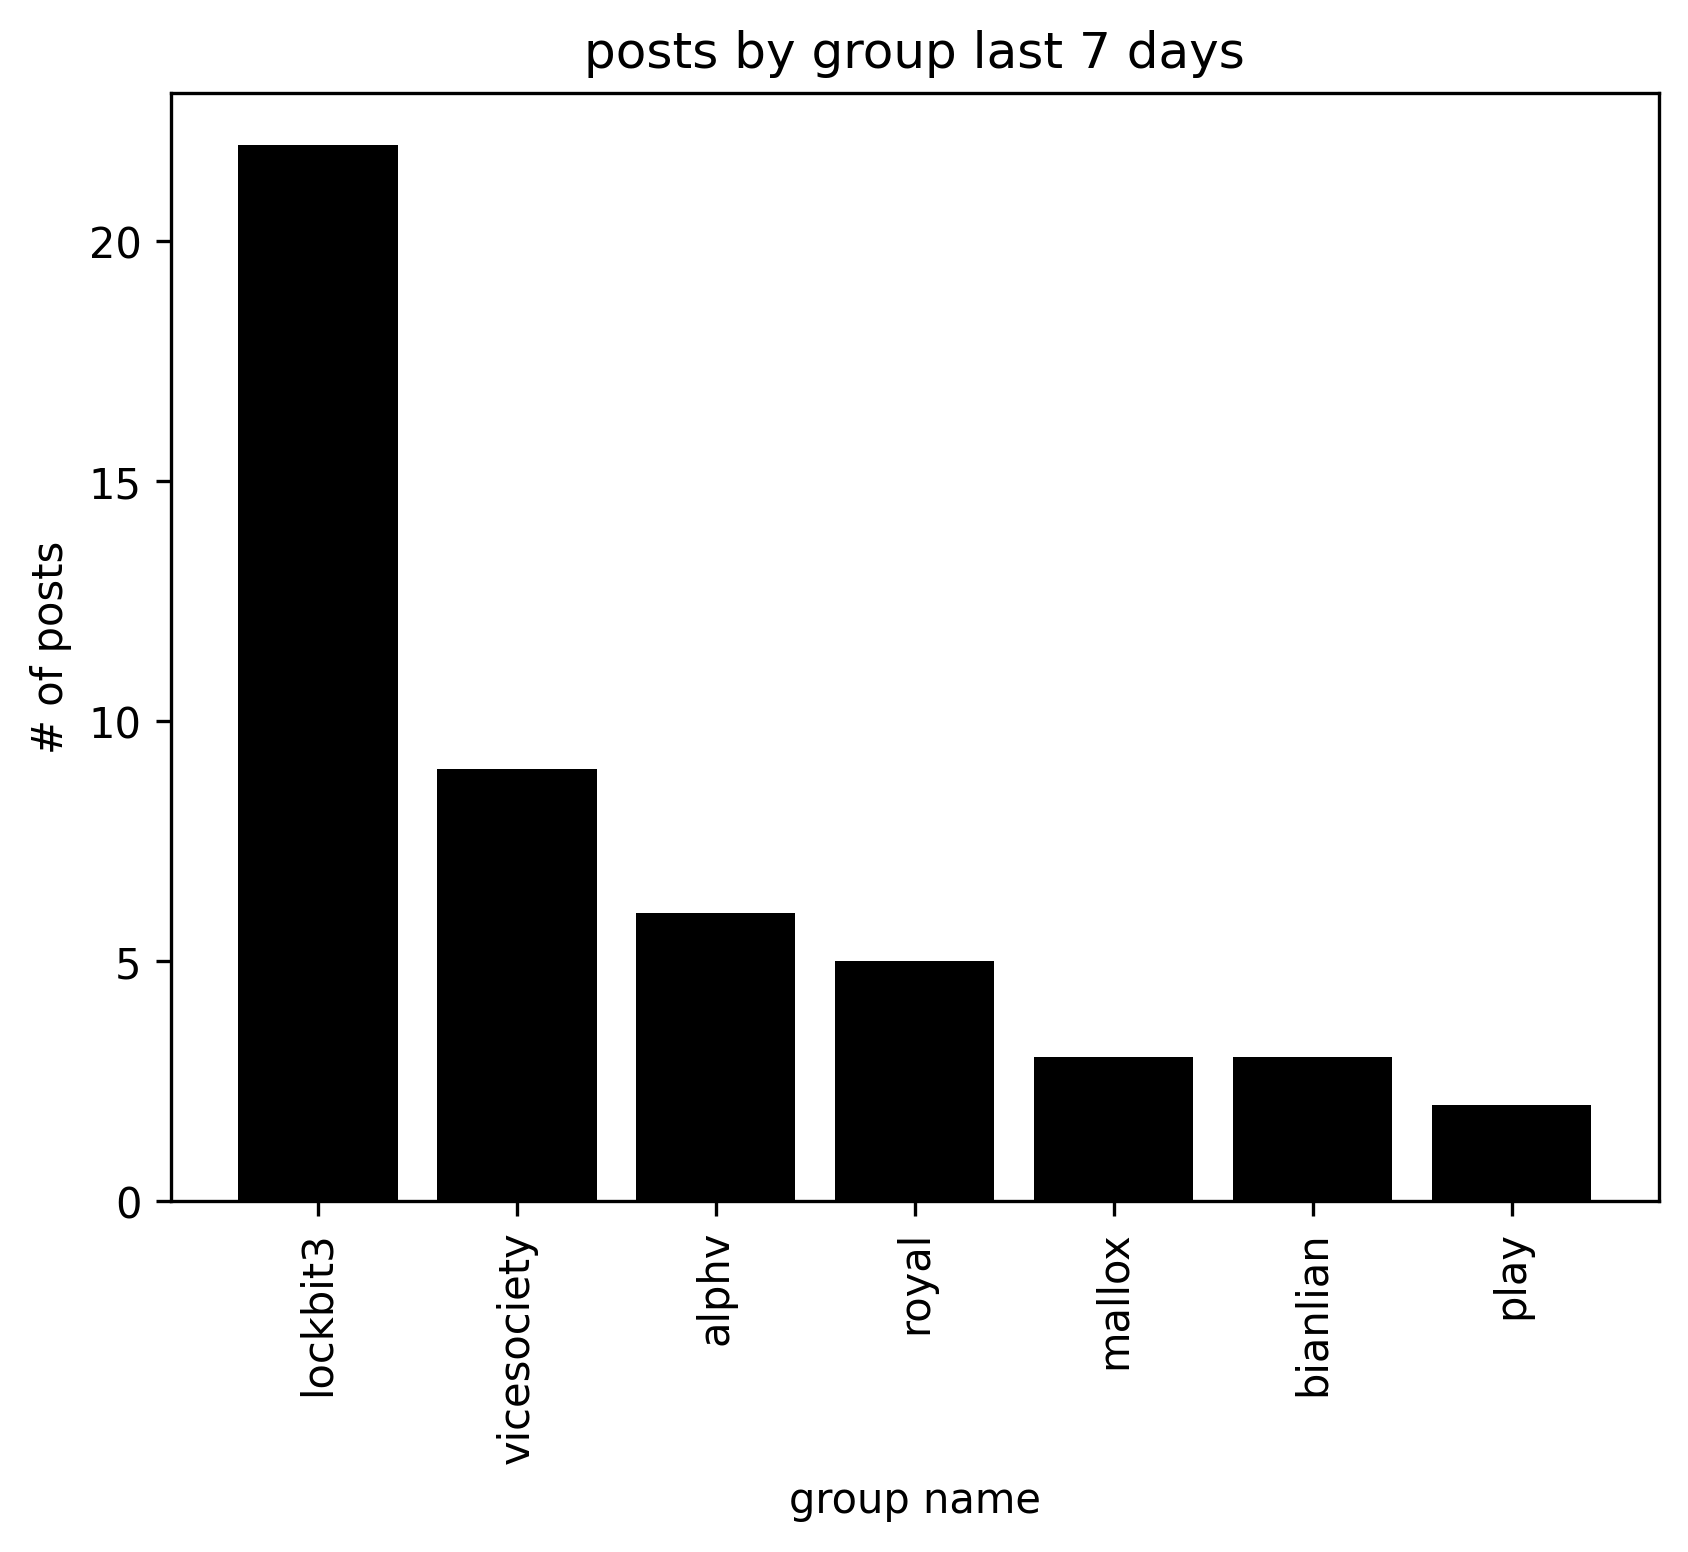 posts by group last 7 days
# of posts
20
15
10
5
0
lockbit3
vicesociety
alphv
royal
mallox
bianlian
play
group name